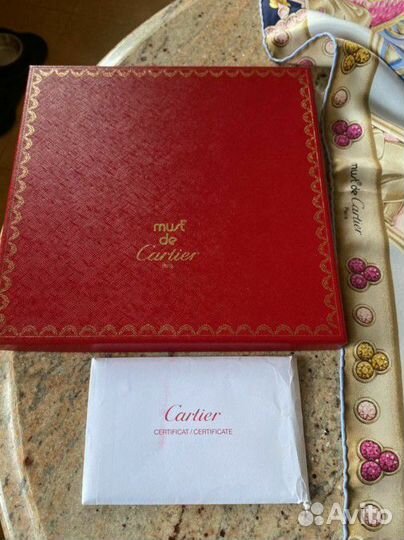 must
de
Cartier
Paris
must de Cartier
Paris
Cartier
CERTIFICAT / CERTIFICATE
Avito